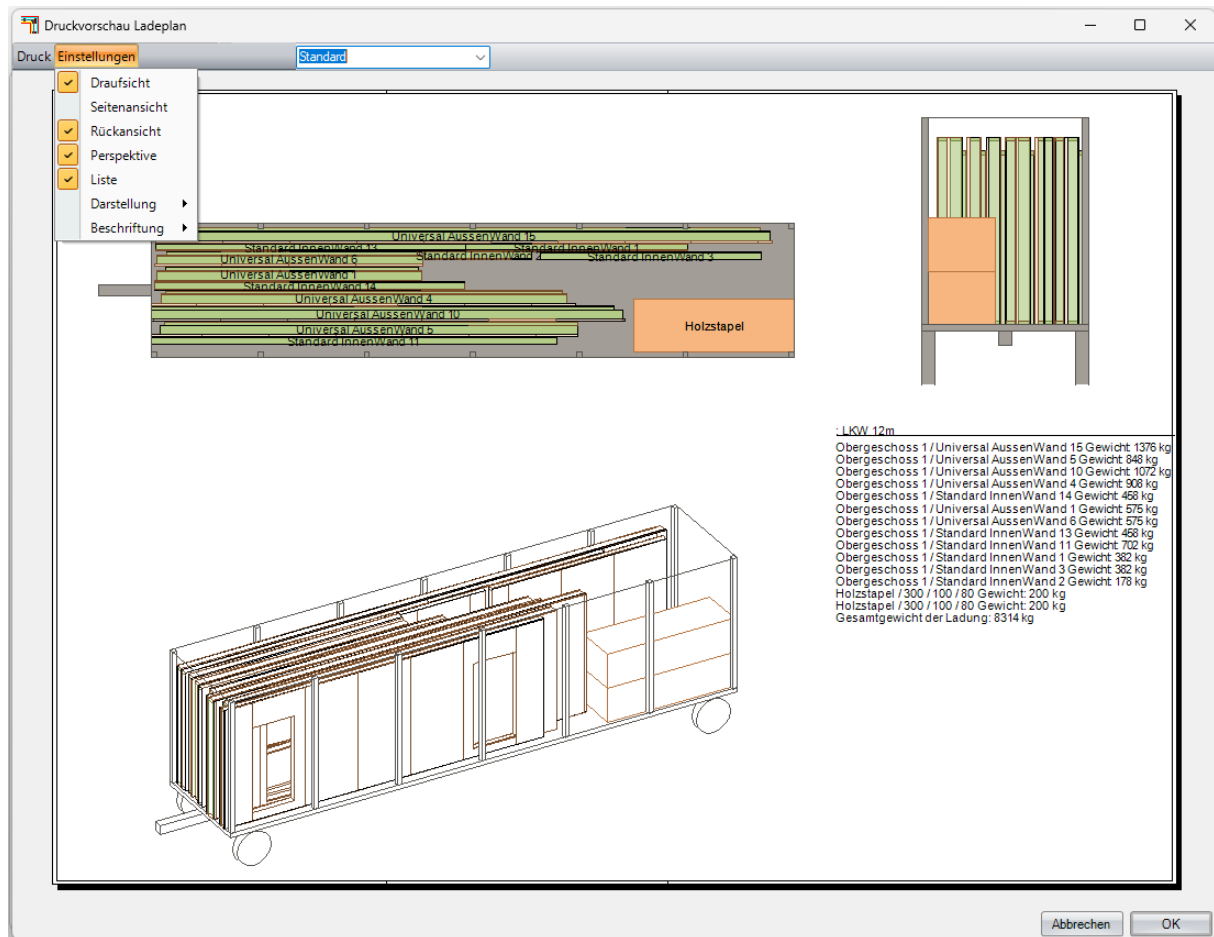 Druckvorschau Ladeplan
Druck Einstellungen Standard
Draufsicht
Seitenansicht
Rückansicht
Perspektive
Liste
Darstellung
Beschriftung
Universal AussenWand 15
Standard InnenWand 13 Standard InnenWand 1
Universal AussenWand 6 Standard InnenWand 2 Standard InnenWand 3
Universal AussenWand 1
Standard InnenWand 14
Universal AussenWand 4
Universal AussenWand 10
Universal AussenWand 5
Standard InnenWand 11
Holzstapel
: LKW 12m
Obergeschoss 1 / Universal AussenWand 15 Gewicht: 1376 kg
Obergeschoss 1 / Universal AussenWand 5 Gewicht: 848 kg
Obergeschoss 1 / Universal AussenWand 10 Gewicht: 1072 kg
Obergeschoss 1 / Universal AussenWand 4 Gewicht: 908 kg
Obergeschoss 1 / Standard InnenWand 14 Gewicht: 458 kg
Obergeschoss 1 / Universal AussenWand 1 Gewicht: 575 kg
Obergeschoss 1 / Universal AussenWand 6 Gewicht: 575 kg
Obergeschoss 1 / Standard InnenWand 13 Gewicht: 458 kg
Obergeschoss 1 / Standard InnenWand 11 Gewicht: 702 kg
Obergeschoss 1 / Standard InnenWand 1 Gewicht: 382 kg
Obergeschoss 1 / Standard InnenWand 3 Gewicht: 382 kg
Obergeschoss 1 / Standard InnenWand 2 Gewicht: 178 kg
Holzstapel / 300 / 100 / 80 Gewicht: 200 kg
Holzstapel / 300 / 100 / 80 Gewicht: 200 kg
Gesamtgewicht der Ladung: 8314 kg
Abbrechen OK